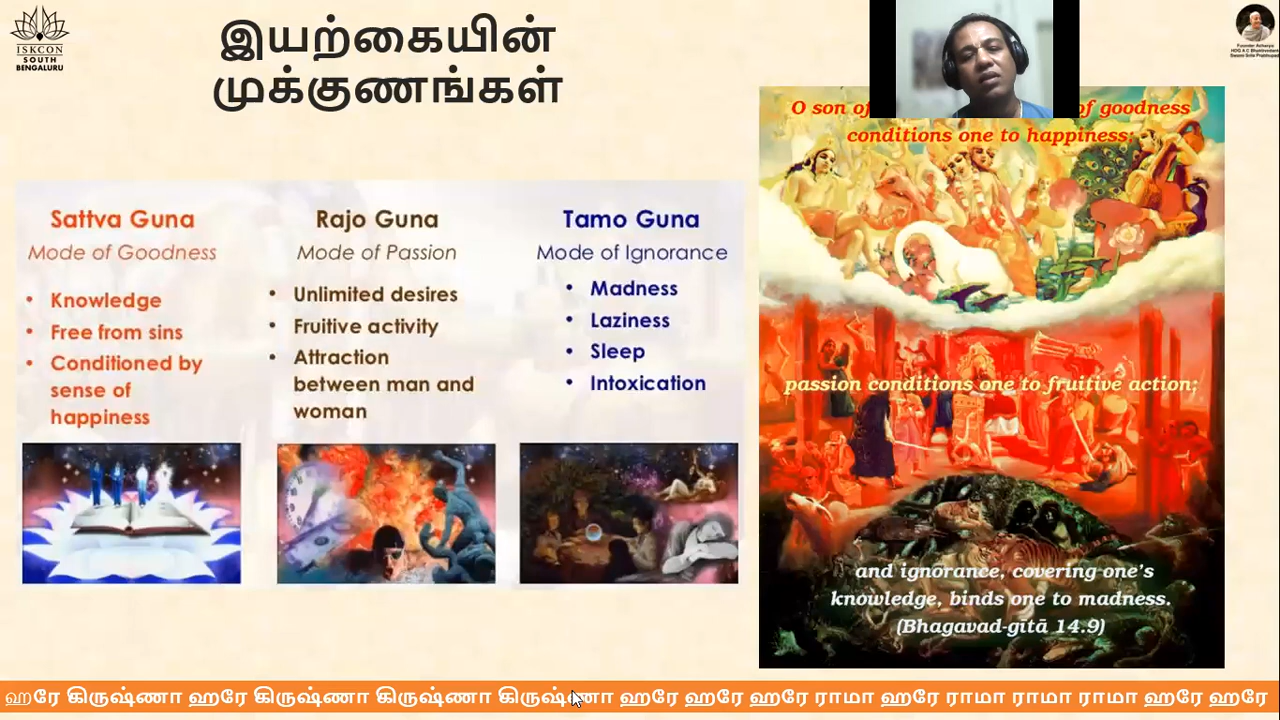 ISKCON
SOUTH
BENGALURU
இயற்கையின்
முக்குணங்கள்
Sattva Guna
Mode of Goodness
• Knowledge
• Free from sins
• Conditioned by
sense of
happiness
Rajo Guna
Mode of Passion
• Unlimited desires
• Fruitive activity
• Attraction
between man and
woman
Tamo Guna
Mode of Ignorance
• Madness
• Laziness
• Sleep
• Intoxication
O son of of goodness
conditions one to happiness;
passion conditions one to fruitive action;
and ignorance, covering one's
knowledge, binds one to madness.
(Bhagavad-gītā 14.9)
Founder Acharya
ஹரே கிருஷ்ணா ஹரே கிருஷ்ணா கிருஷ்ணா கிருஷ்ணா ஹரே ஹரே ஹரே ராமா ஹரே ராமா ராமா ராமா ஹரே ஹரே